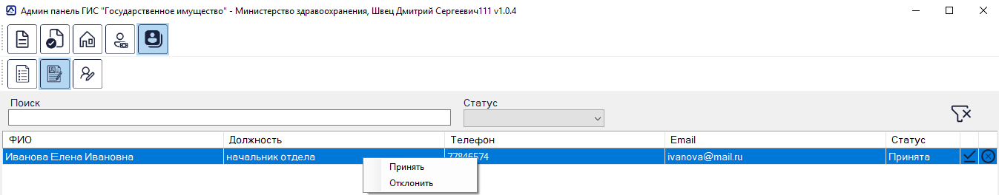 Админ панель ГИС "Государственное имущество" - Министерство здравоохранения, Швец Дмитрий Сергеевич111 v1.0.4
Поиск Статус
ФИО Должность Телефон Email Статус
Иванова Елена Ивановна начальник отдела 77846574 ivanova@mail.ru Принята
Принять
Отклонить